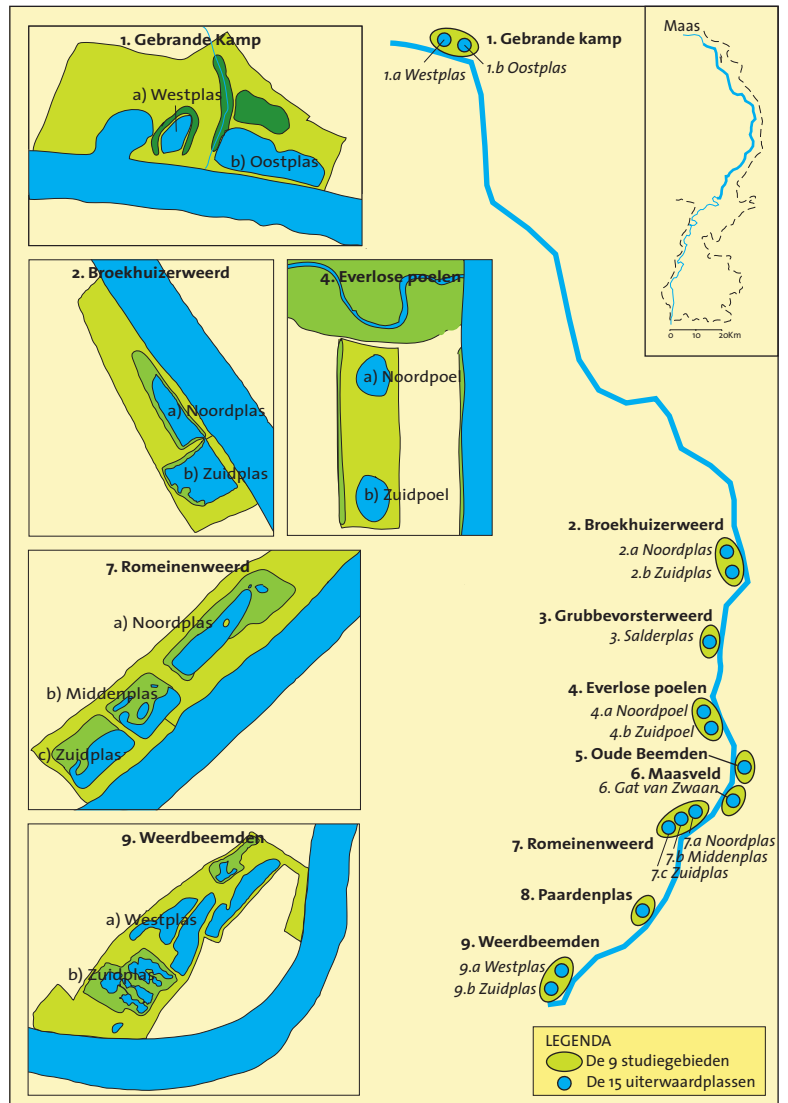 1. Gebrande Kamp
a) Westplas
b) Oostplas
2. Broekhuizerweerd
a) Noordplas
b) Zuidplas
4. Everlose poelen
a) Noordpoel
b) Zuidpoel
7. Romeinenweerd
a) Noordplas
b) Middenplas
c) Zuidplas
9. Weerdbeemden
a) Westplas
b) Zuidplas
1. Gebrande kamp
1.a Westplas
1.b Oostplas
Maas
0 10 20Km
2. Broekhuizerweerd
2.a Noordplas
2.b Zuidplas
3. Grubbevorsterweerd
3. Salderplas
4. Everlose poelen
4.a Noordpoel
4.b Zuidpoel
5. Oude Beemden
6. Maasveld
6. Gat van Zwaan
7. Romeinenweerd
7.a Noordplas
7.b Middenplas
7.c Zuidplas
8. Paardenplas
9. Weerdbeemden
9.a Westplas
9.b Zuidplas
LEGENDA
De 9 studiegebieden
De 15 uiterwaardplassen